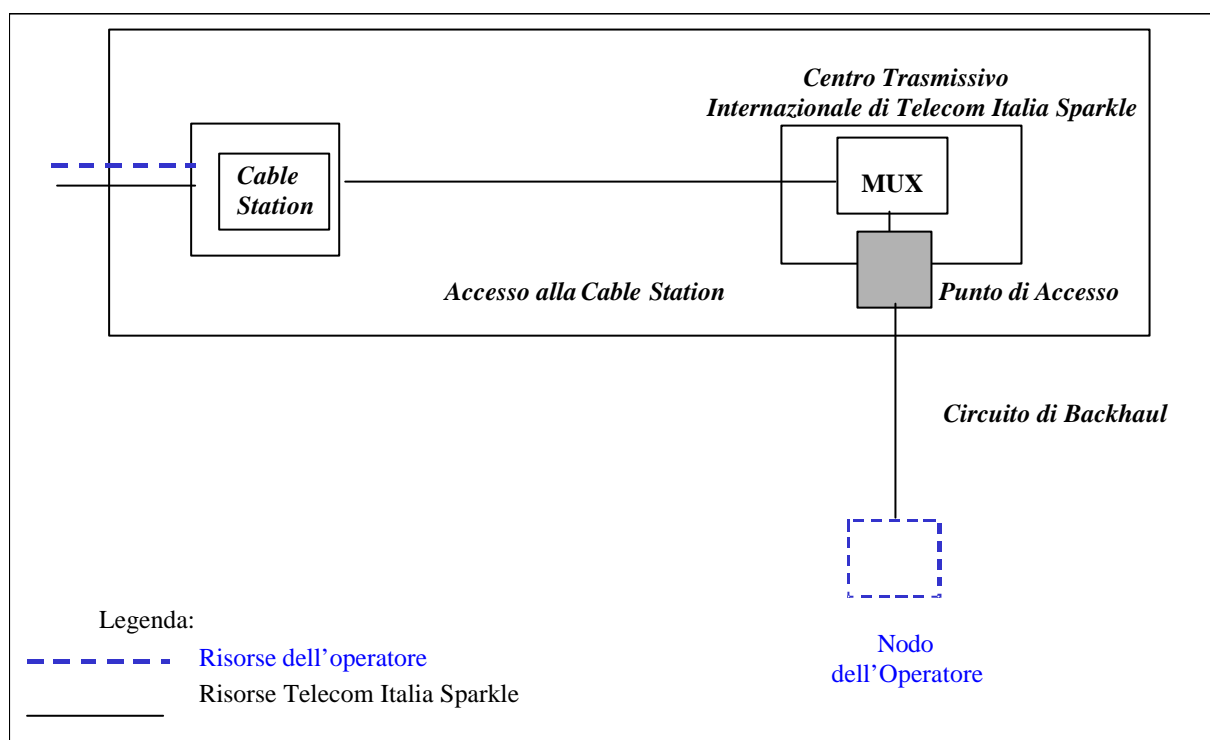 Centro Trasmissivo
Internazionale di Telecom Italia Sparkle
Cable
Station
MUX
Accesso alla Cable Station
Punto di Accesso
Circuito di Backhaul
Nodo
dell’Operatore
Legenda:
Risorse dell’operatore
Risorse Telecom Italia Sparkle